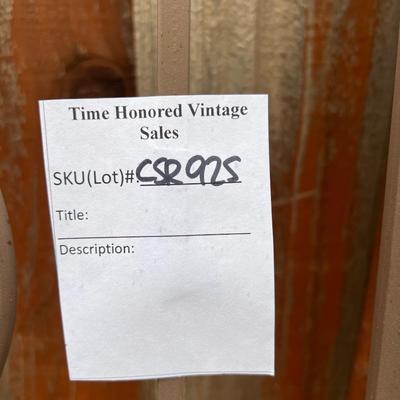 Time Honored Vintage
Sales
SKU(Lot)#: CSR925
Title:
Description: